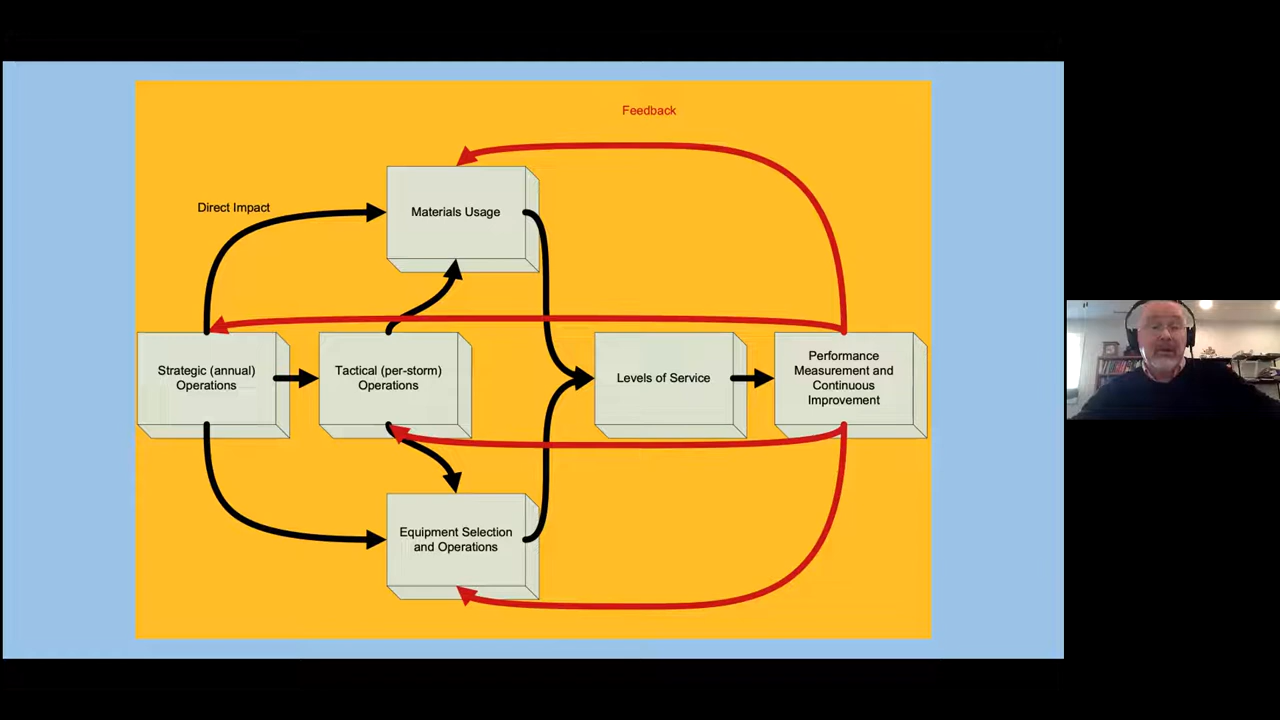 Feedback
Direct Impact
Materials Usage
Strategic (annual)
Operations
Tactical (per-storm)
Operations
Levels of Service
Performance
Measurement and
Continuous
Improvement
Equipment Selection
and Operations